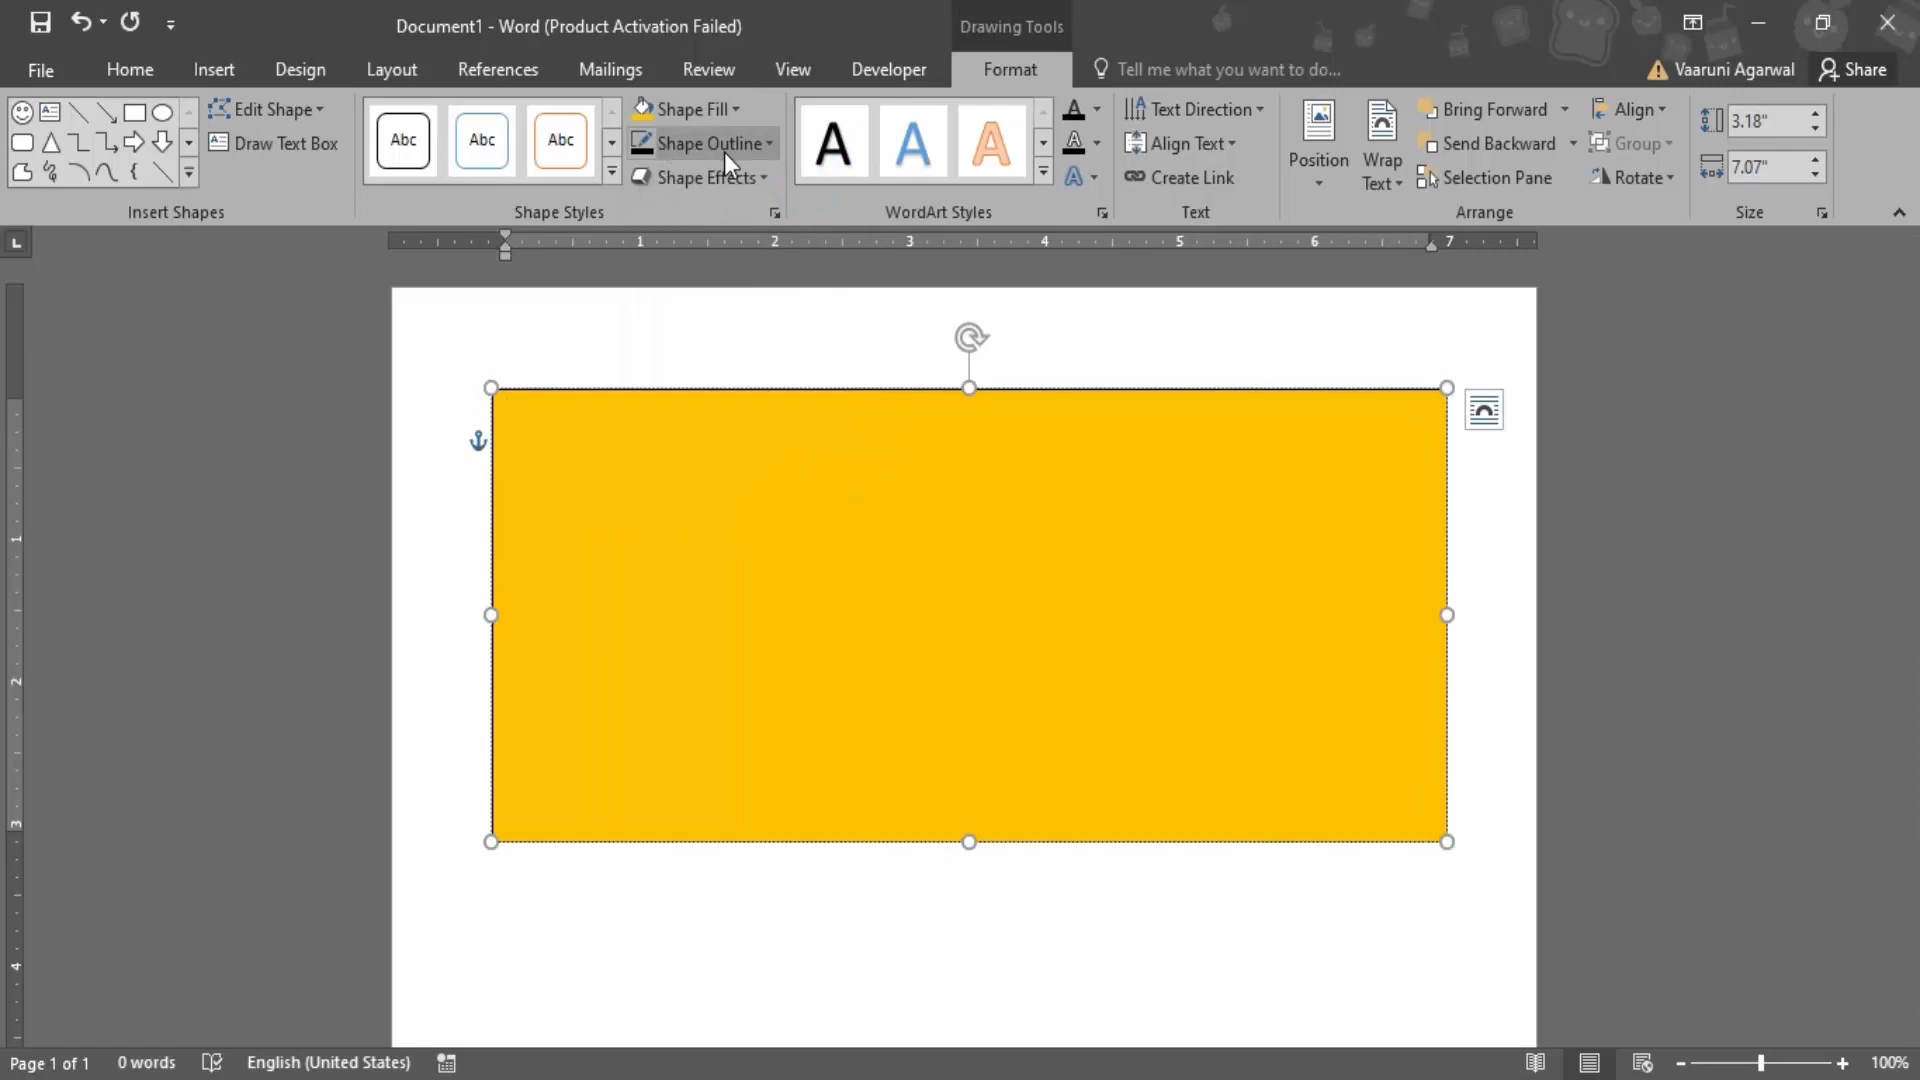 Document1 - Word (Product Activation Failed)
Drawing Tools
File Home Insert Design Layout References Mailings Review View Developer Format Tell me what you want to do... Vaaruni Agarwal Share
Edit Shape
Draw Text Box
Insert Shapes
Abc Abc Abc
Shape Fill
Shape Outline
Shape Effects
Shape Styles
A A A
A
A
A
WordArt Styles
Text Direction
Align Text
Create Link
Text
Position
Wrap
Text
Bring Forward
Send Backward
Selection Pane
Align
Group
Rotate
Arrange
3.18"
7.07"
Size
L
1 2 3 4 5 6 7
1
2
3
4
Page 1 of 1 0 words English (United States) 100%